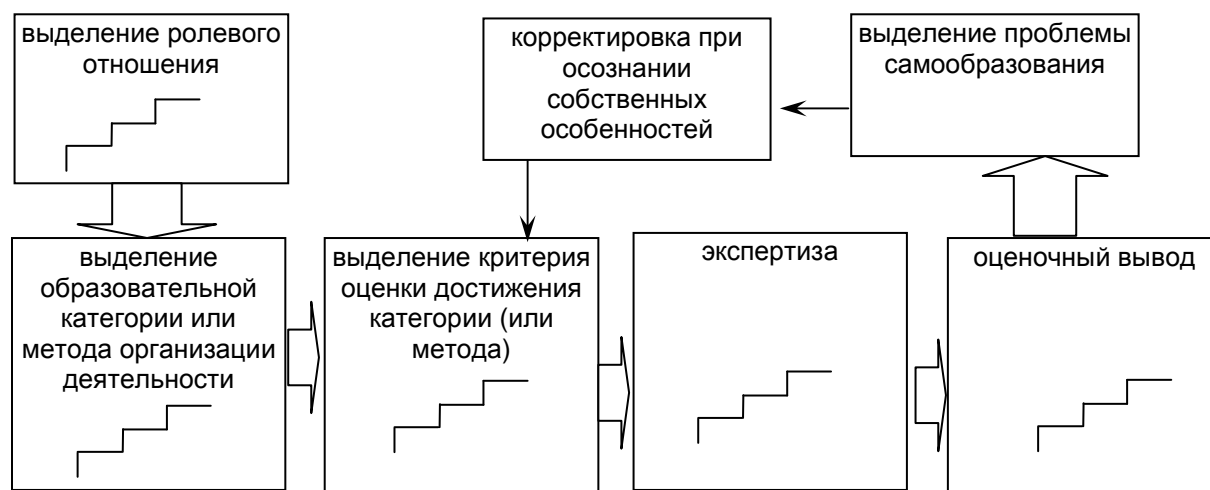 выделение ролевого
отношения
корректировка при
осознании
собственных
особенностей
выделение проблемы
самообразования
выделение
образовательной
категории или
метода организации
деятельности
выделение критерия
оценки достижения
категории (или
метода)
экспертиза
оценочный вывод